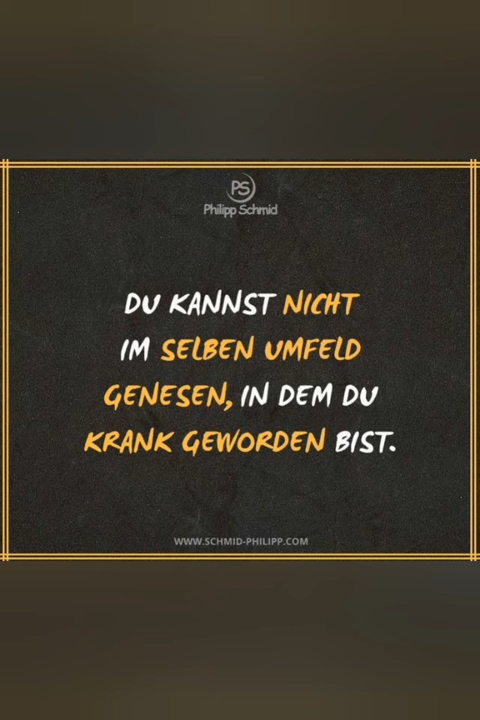 PS
Philipp Schmid
DU KANNST NICHT
IM SELBEN UMFELD
GENESEN, IN DEM DU
KRANK GEWORDEN BIST.
WWW.SCHMID-PHILIPP.COM